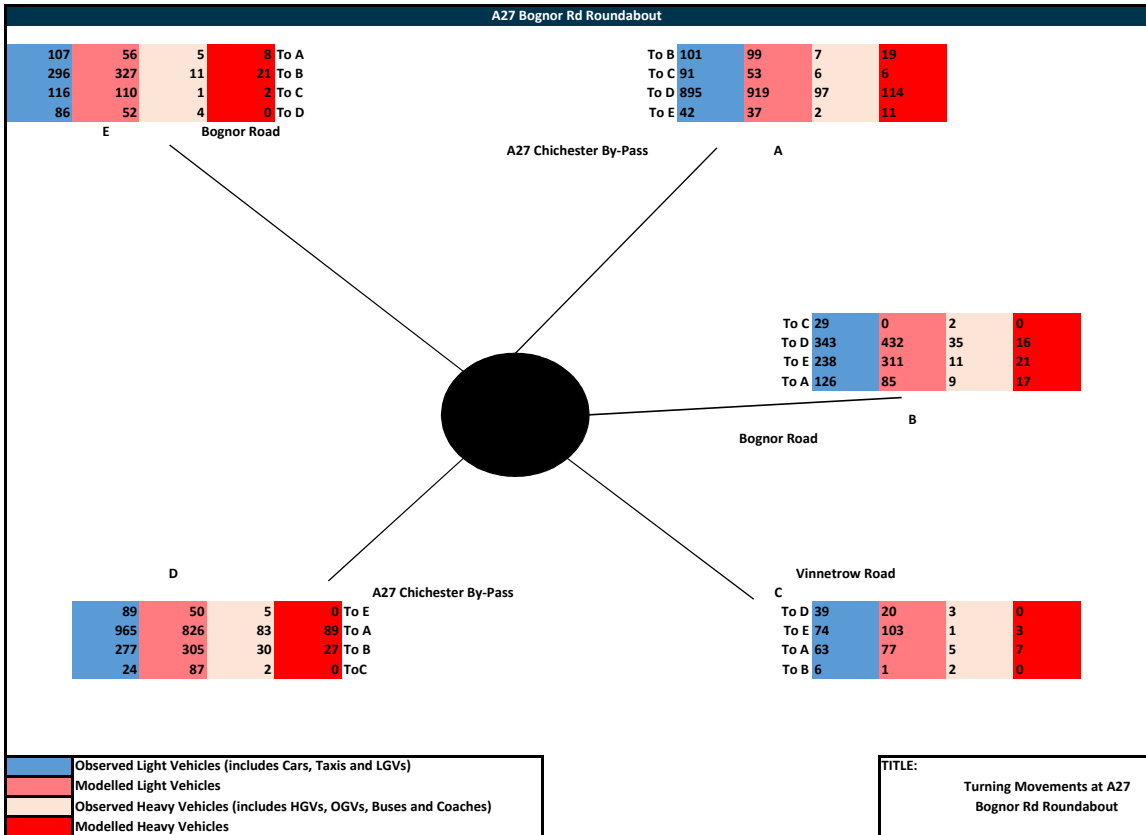 A27 Bognor Rd Roundabout
107 56 5 8 To A
296 327 11 21 To B
116 110 1 2 To C
86 52 4 0 To D
E Bognor Road
To B 101 99 7 19
To C 91 53 6 6
To D 895 919 97 114
To E 42 37 2 11
A27 Chichester By-Pass A
To C 29 0 2 0
To D 343 432 35 16
To E 238 311 11 21
To A 126 85 9 17
B
Bognor Road
D
A27 Chichester By-Pass
89 50 5 0 To E
965 826 83 89 To A
277 305 30 27 To B
24 87 2 0 ToC
Vinnetrow Road
C
To D 39 20 3 0
To E 74 103 1 3
To A 63 77 5 7
To B 6 1 2 0
Observed Light Vehicles (includes Cars, Taxis and LGVs)
Modelled Light Vehicles
Observed Heavy Vehicles (includes HGVs, OGVs, Buses and Coaches)
Modelled Heavy Vehicles
TITLE:
Turning Movements at A27
Bognor Rd Roundabout